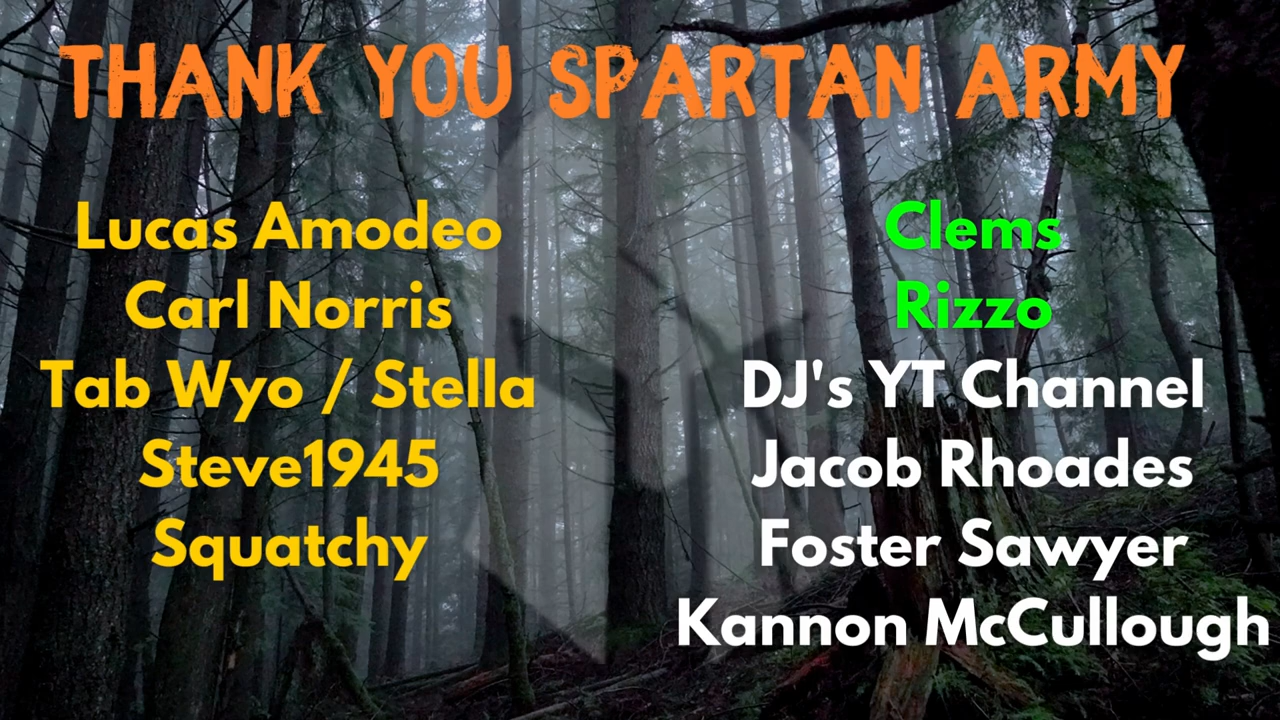 THANK YOU SPARTAN ARMY
Lucas Amodeo
Carl Norris
Tab Wyo / Stella
Steve1945
Squatchy
Clems
Rizzo
DJ's YT Channel
Jacob Rhoades
Foster Sawyer
Kannon McCullough